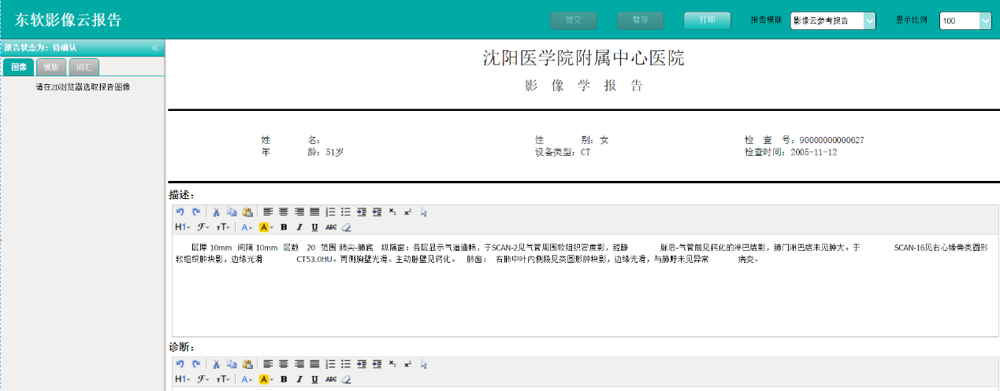 东软影像云报告
提交 暂存 打印 报告模版 影像云参考报告 显示比例 100
报告状态为：待确认
图像 模版 词汇
请在2D浏览器选取报告图像
沈阳医学院附属中心医院
影 像 学 报 告
姓 名： 性 别：女 检 查 号：90000000000627
年 龄：51岁 设备类型：CT 检查时间：2005-11-12
描述：
H1 F тT A A B I U ABC
层厚 10mm 间隔 10mm 层数 20 范围 肺尖-肺底 纵隔窗：各层显示气道通畅，于SCAN-2见气管周围软组织密度影，腔静 脉后-气管前见钙化的淋巴结影，肺门淋巴结未见肿大。于 SCAN-16见右心缘旁类圆形
软组织肿块影，边缘光滑 CT53.0HU。两侧胸壁光滑。主动脉壁见钙化。 肺窗： 右肺中叶内侧段见类圆形肿块影，边缘光滑，与肺野未见异常 病变。
诊断：
H1 F тT A A B I U ABC